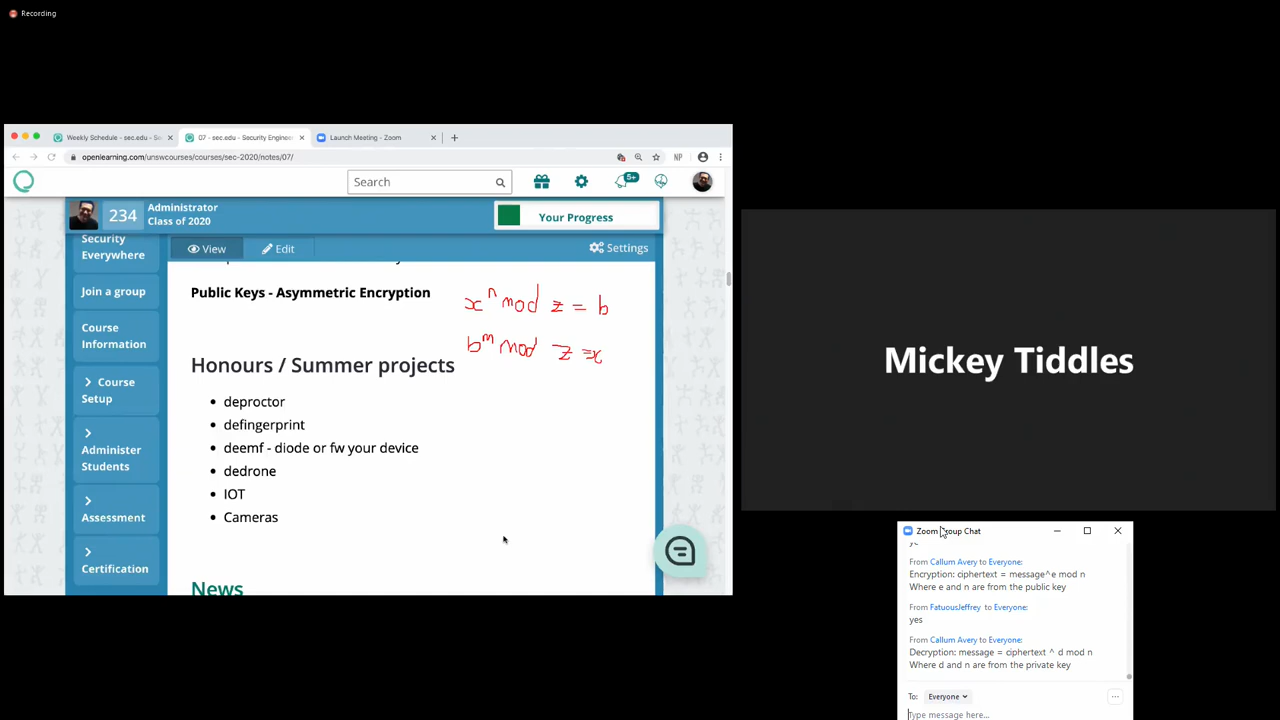 Recording
Weekly Schedule - sec.edu - Se
07 - sec.edu - Security Enginee
Launch Meeting - Zoom
openlearning.com/unswcourses/courses/sec-2020/notes/07/
NP
Search
5+
234
Administrator
Class of 2020
Your Progress
View
Edit
Settings
Security
Everywhere
Join a group
Course
Information
Course
Setup
Administer
Students
Assessment
Certification
Public Keys - Asymmetric Encryption
x^n mod z = b
b^m mod z = x
Honours / Summer projects
• deproctor
• defingerprint
• deemf - diode or fw your device
• dedrone
• IOT
• Cameras
News
Mickey Tiddles
Zoom Group Chat
From Callum Avery to Everyone:
Encryption: ciphertext = message^e mod n
Where e and n are from the public key
From FatuousJeffrey to Everyone:
yes
From Callum Avery to Everyone:
Decryption: message = ciphertext ^ d mod n
Where d and n are from the private key
To: Everyone
Type message here...